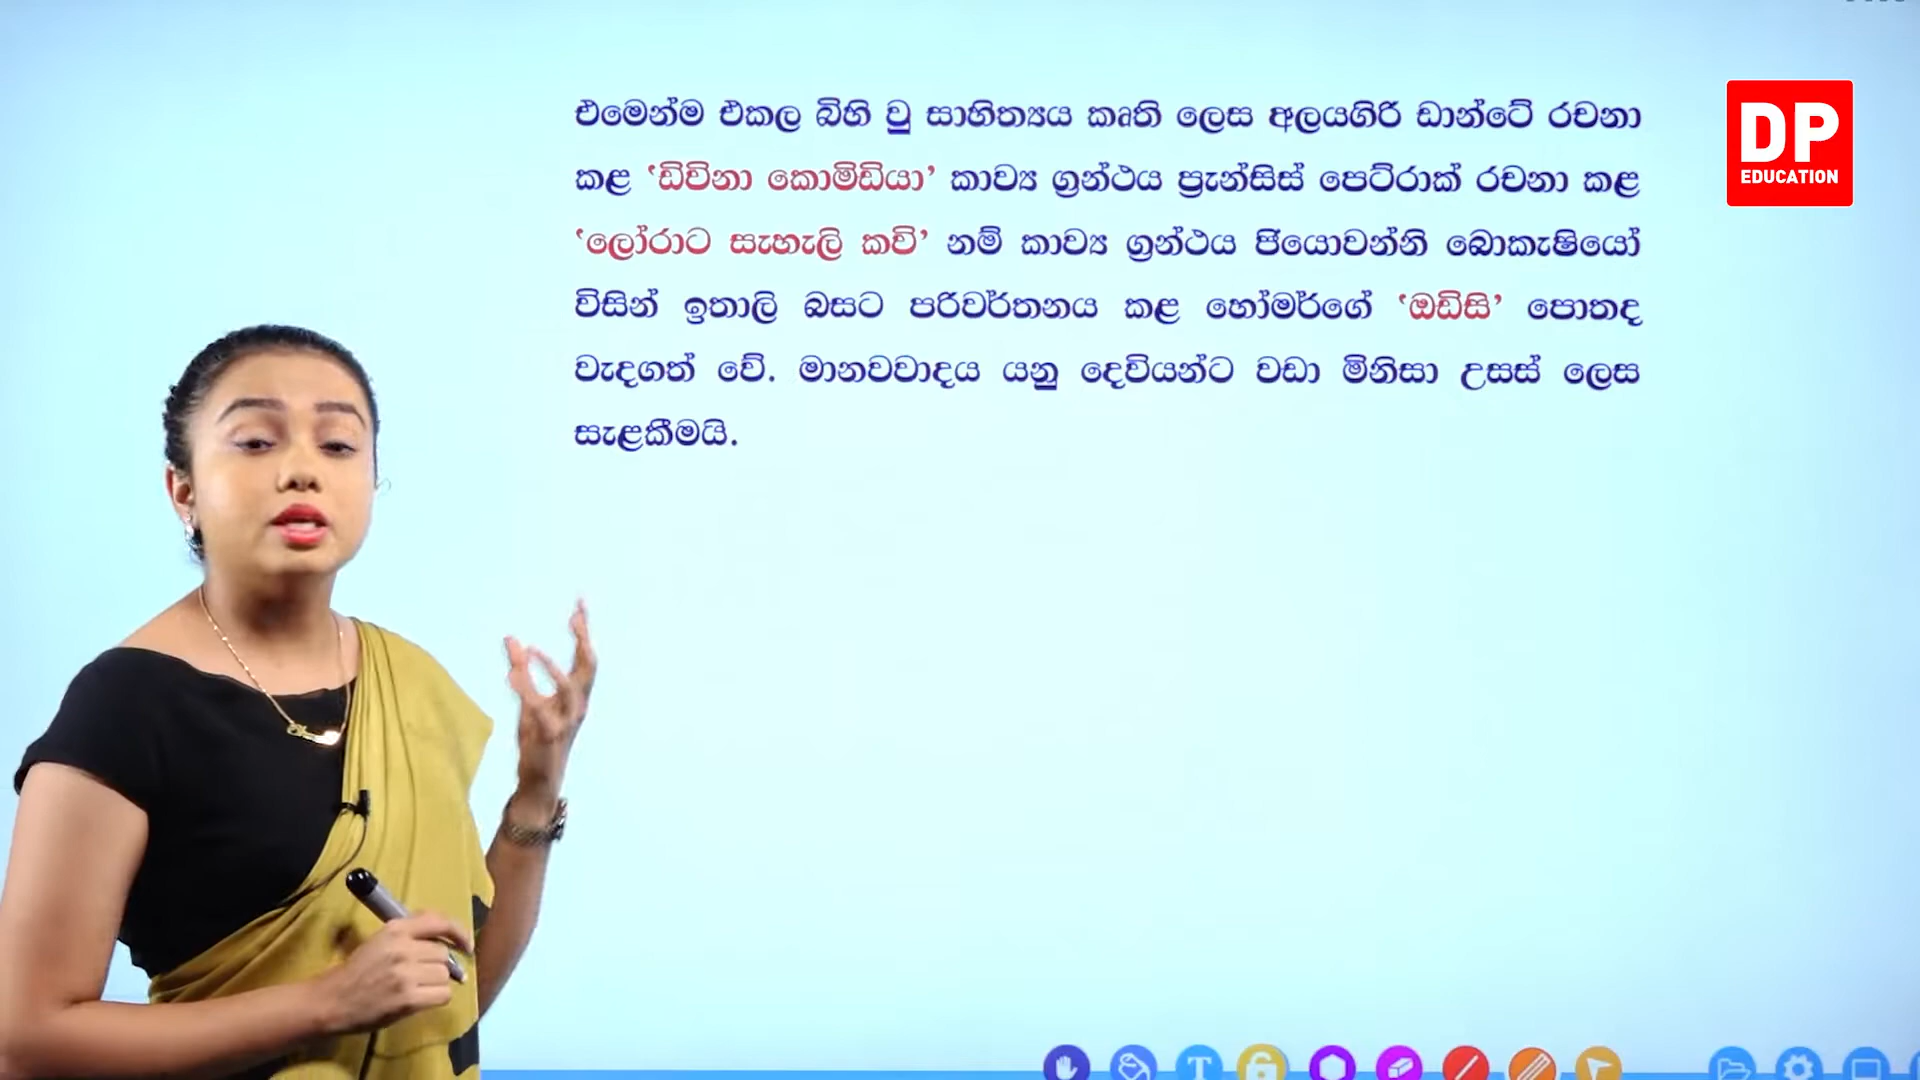 එමෙන්ම එකල බිහි වු සාහිත්‍යය කෘති ලෙස අලයගිරි ඩාන්ටේ රචනා
කළ ‘ඩිවිනා කොමිඩියා’ කාව්‍ය ග්‍රන්ථය ප්‍රැන්සිස් පෙට්රාක් රචනා කළ
‘ලෝරාට සැහැලි කවි’ නම් කාව්‍ය ග්‍රන්ථය ජියොවන්නි බොකැෂියෝ
විසින් ඉතාලි බසට පරිවර්තනය කළ හෝමර්ගේ ‘ඔඩිසි’ පොතද
වැදගත් වේ. මානවවාදය යනු දෙවියන්ට වඩා මිනිසා උසස් ලෙස
සැළකීමයි.
DP
EDUCATION
T